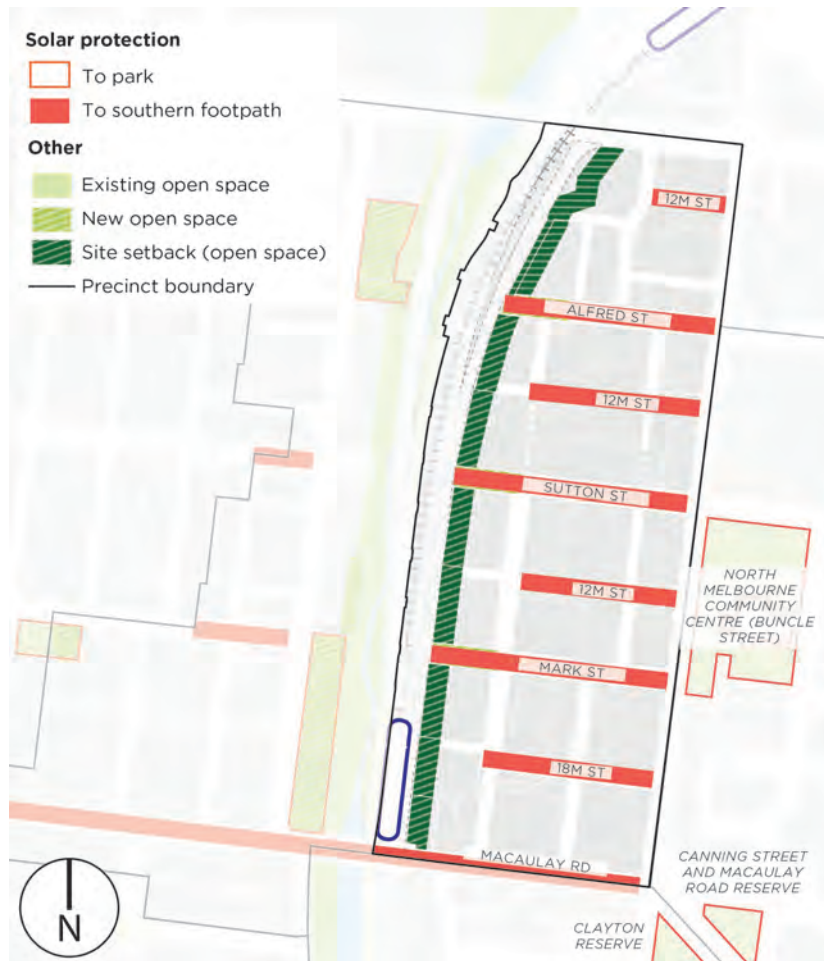 Solar protection
To park
To southern footpath
Other
Existing open space
New open space
Site setback (open space)
Precinct boundary
12M ST
ALFRED ST
12M ST
SUTTON ST
12M ST
MARK ST
18M ST
MACAULAY RD
NORTH
MELBOURNE
COMMUNITY
CENTRE (BUNCLE
STREET)
CANNING STREET
AND MACAULAY
ROAD RESERVE
CLAYTON
RESERVE
N